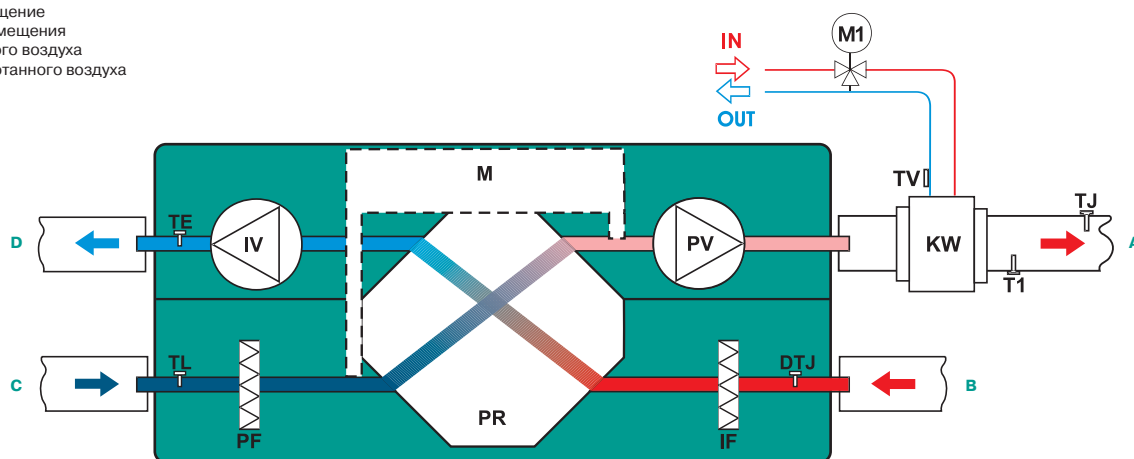 щение
мещения
ого воздуха
отанного воздуха
M1
IN
OUT
TV
TJ
M
TE
IV
PV
KW
D
A
T1
TL
DTJ
C
B
PR
PF
IF